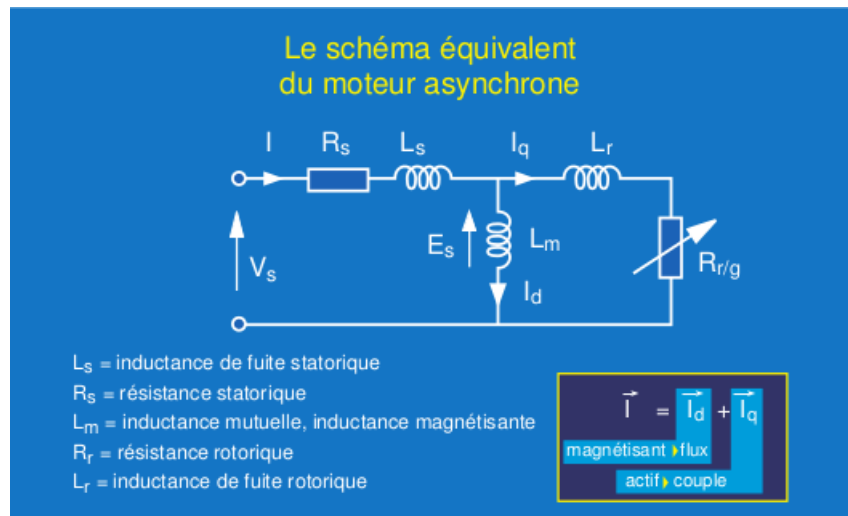 Le schéma équivalent
du moteur asynchrone
I Rs Ls Iq Lr
Es Lm
Vs Rr/g
Id
Ls = inductance de fuite statorique
Rs = résistance statorique
Lm = inductance mutuelle, inductance magnétisante
Rr = résistance rotorique
Lr = inductance de fuite rotorique
I = Id + Iq
magnétisant flux
actif couple